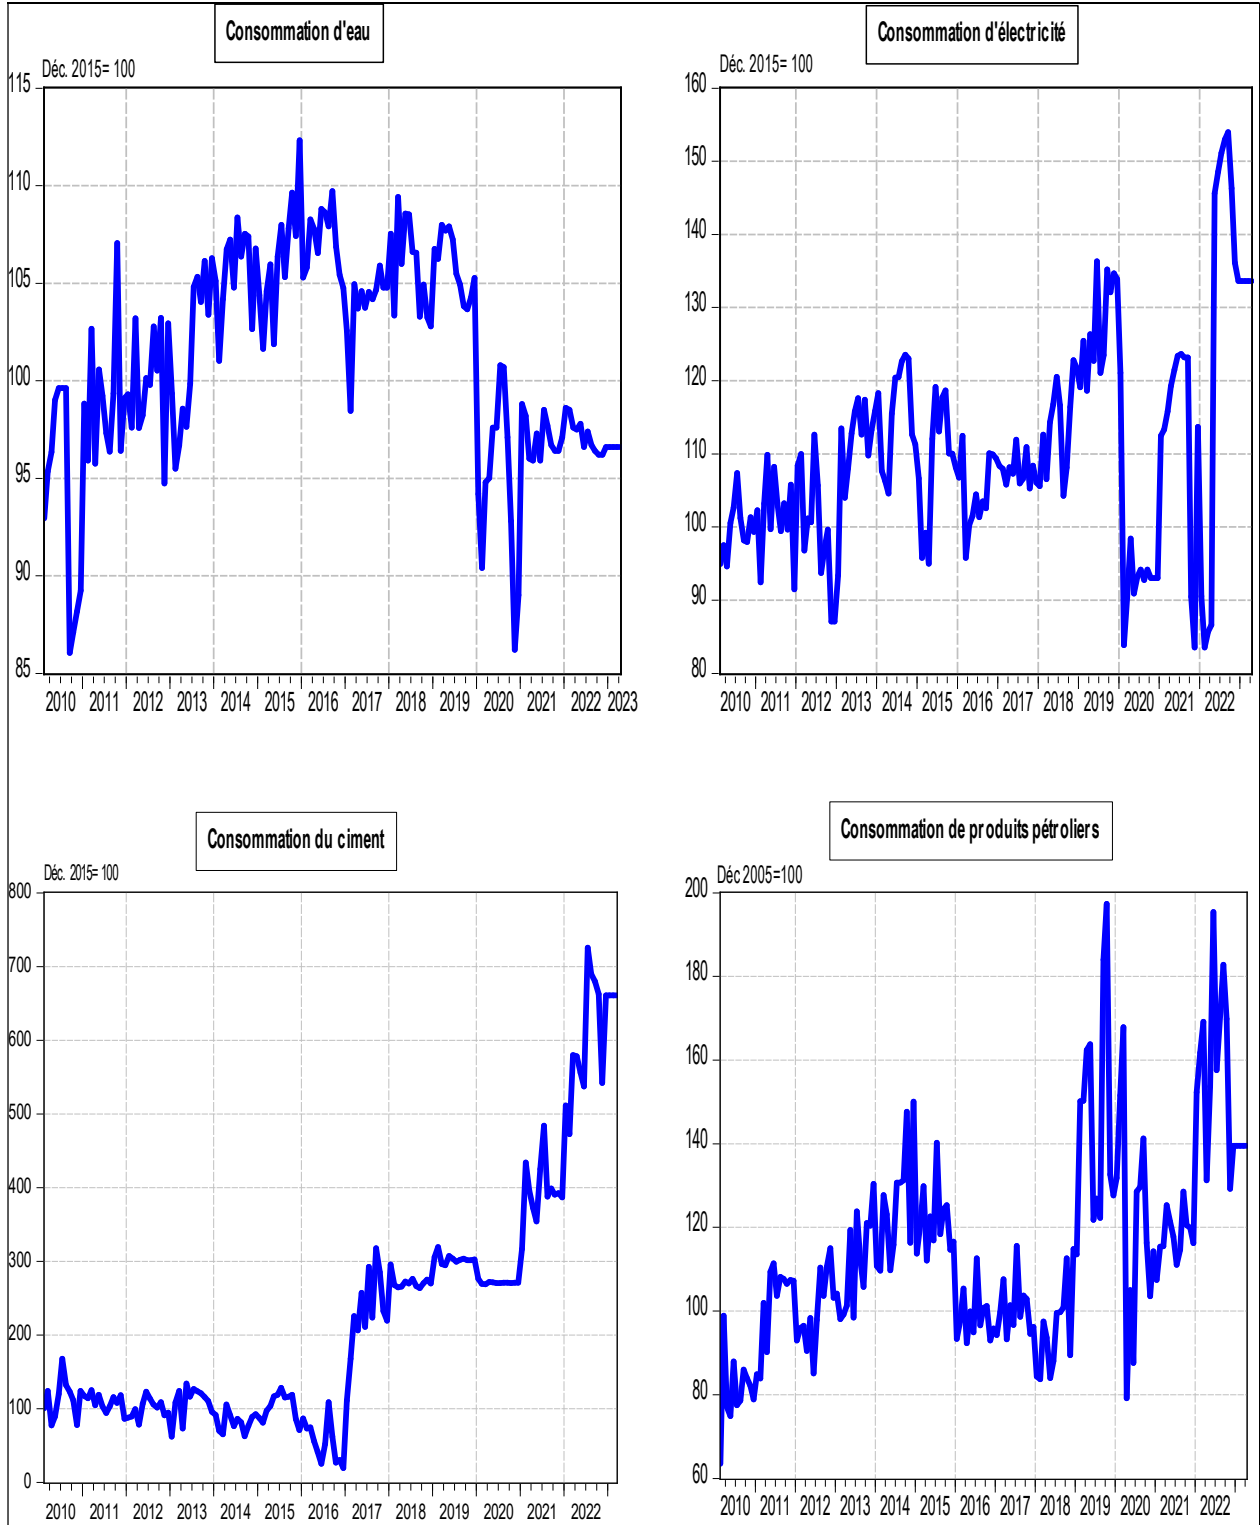 Consommation d'eau
Déc. 2015= 100
115
110
105
100
95
90
85
2010 2011 2012 2013 2014 2015 2016 2017 2018 2019 2020 2021 2022 2023
Consommation d'électricité
Déc. 2015= 100
160
150
140
130
120
110
100
90
80
2010 2011 2012 2013 2014 2015 2016 2017 2018 2019 2020 2021 2022
Consommation du ciment
Déc. 2015= 100
800
700
600
500
400
300
200
100
0
2010 2011 2012 2013 2014 2015 2016 2017 2018 2019 2020 2021 2022
Consommation de produits pétroliers
Déc 2005=100
200
180
160
140
120
100
80
60
2010 2011 2012 2013 2014 2015 2016 2017 2018 2019 2020 2021 2022